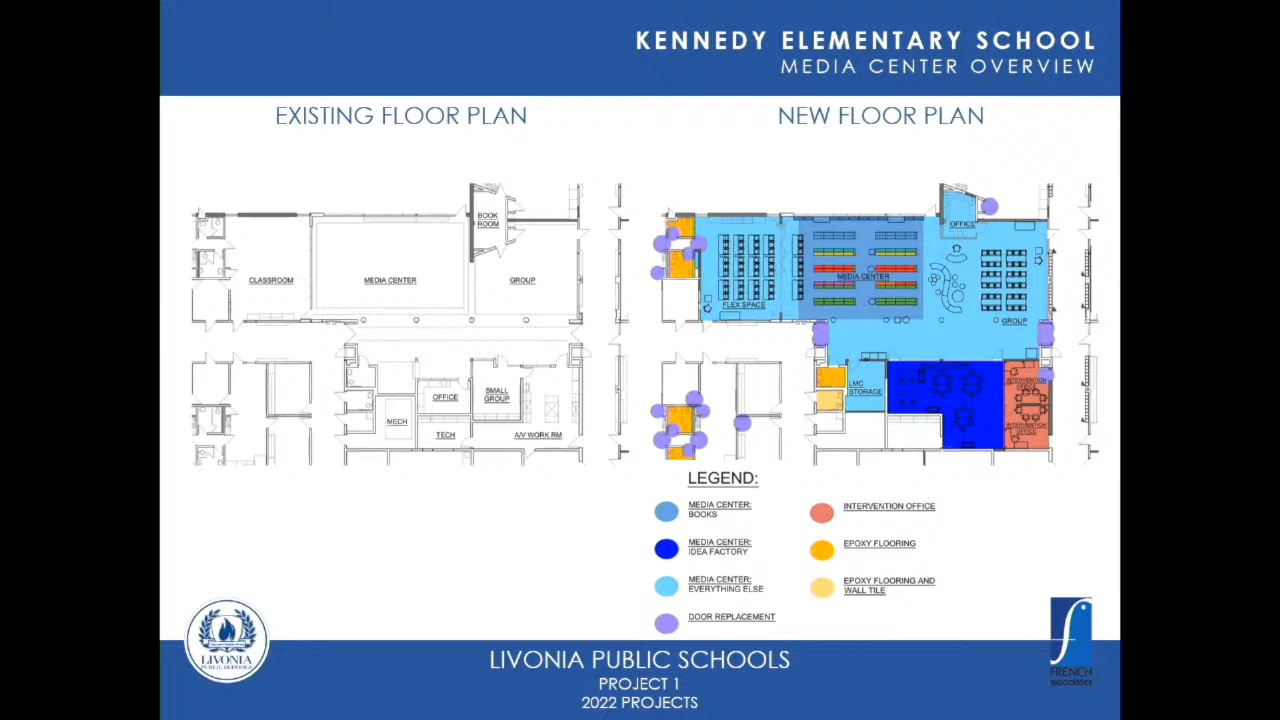 KENNEDY ELEMENTARY SCHOOL
MEDIA CENTER OVERVIEW
EXISTING FLOOR PLAN
NEW FLOOR PLAN
BOOK
ROOM
CLASSROOM
MEDIA CENTER
GROUP
OFFICE
SMALL
GROUP
MECH
TECH
A/V WORK RM
OFFICE
MEDIA CENTER
FLEX SPACE
GROUP
LMC
STORAGE
INTERVENTION
OFFICE
INTERVENTION
OFFICE
LEGEND:
MEDIA CENTER:
BOOKS
MEDIA CENTER:
IDEA FACTORY
MEDIA CENTER:
EVERYTHING ELSE
DOOR REPLACEMENT
INTERVENTION OFFICE
EPOXY FLOORING
EPOXY FLOORING AND
WALL TILE
LIVONIA
PUBLIC SCHOOLS
LIVONIA PUBLIC SCHOOLS
PROJECT 1
2022 PROJECTS
f
FRENCH
associates